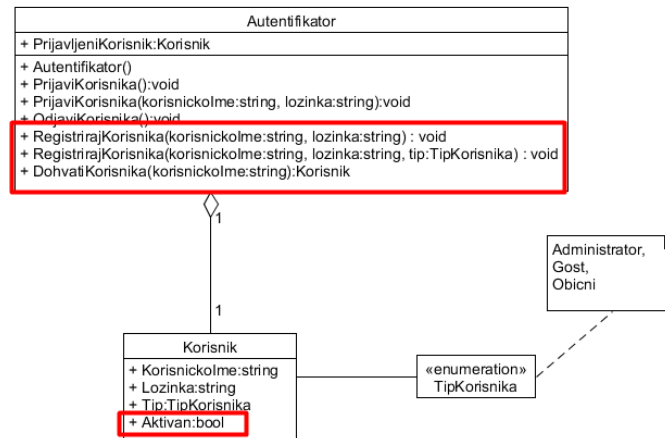 Autentifikator
+ PrijavljeniKorisnik:Korisnik
+ Autentifikator()
+ PrijaviKorisnika():void
+ PrijaviKorisnika(korisnickoIme:string, lozinka:string):void
+ OdjaviKorisnika():void
+ RegistrirajKorisnika(korisnickoIme:string, lozinka:string) : void
+ RegistrirajKorisnika(korisnickoIme:string, lozinka:string, tip:TipKorisnika) : void
+ DohvatiKorisnika(korisnickoIme:string):Korisnik
1
Administrator,
Gost,
Obicni
1
Korisnik
+ KorisnickoIme:string
+ Lozinka:string
+ Tip:TipKorisnika
+ Aktivan:bool
«enumeration»
TipKorisnika